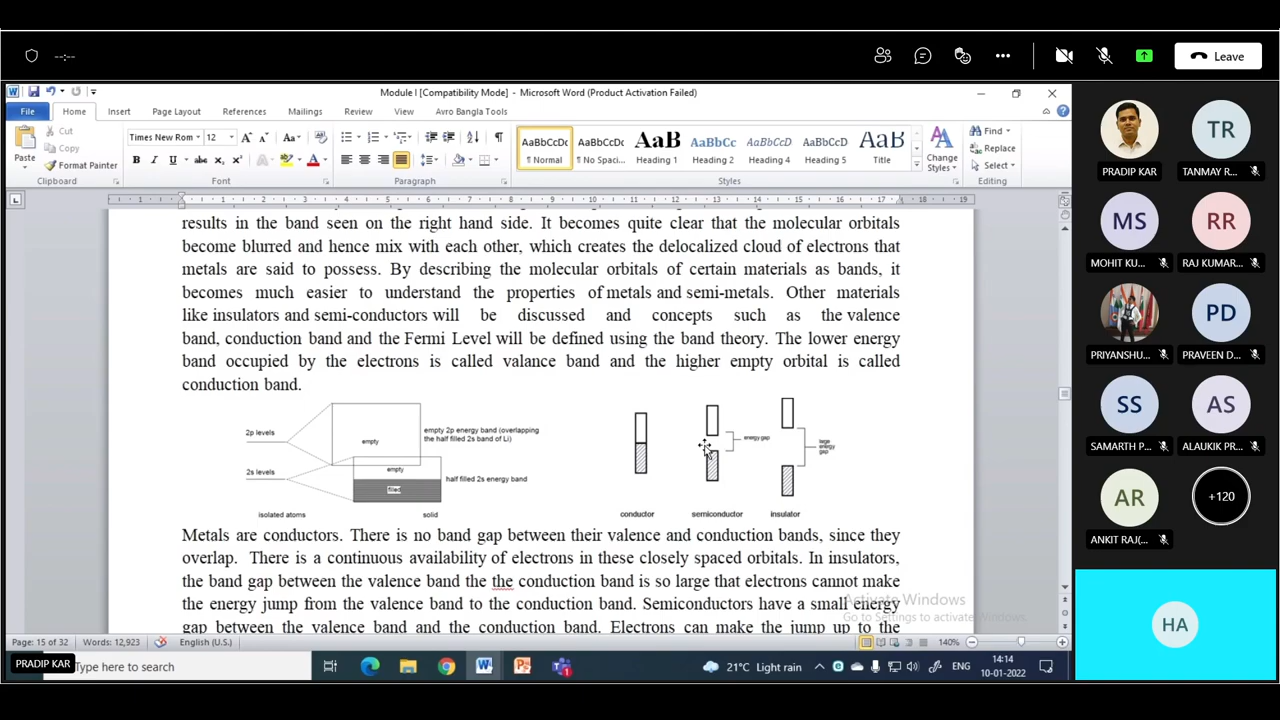 --:--
Leave
Module I [Compatibility Mode] - Microsoft Word (Product Activation Failed)
File Home Insert Page Layout References Mailings Review View Avro Bangla Tools
Paste
Cut
Copy
Format Painter
Times New Rom 12
AaBbCcDc AaBbCcDc AaB AaBbCc AaBbCcD AaBbCcD AaB
¶ Normal ¶ No Spaci... Heading 1 Heading 2 Heading 4 Heading 5 Title
Change Styles
Find
Replace
Select
Clipboard Font Paragraph Styles Editing
results in the band seen on the right hand side. It becomes quite clear that the molecular orbitals
become blurred and hence mix with each other, which creates the delocalized cloud of electrons that
metals are said to possess. By describing the molecular orbitals of certain materials as bands, it
becomes much easier to understand the properties of metals and semi-metals. Other materials
like insulators and semi-conductors will be discussed and concepts such as the valence
band, conduction band and the Fermi Level will be defined using the band theory. The lower energy
band occupied by the electrons is called valance band and the higher empty orbital is called
conduction band.
2p levels
empty
empty 2p energy band (overlapping
the half filled 2s band of Li)
2s levels
empty
filled
half filled 2s energy band
isolated atoms solid
energy gap
large
energy
gap
conductor semiconductor insulator
Metals are conductors. There is no band gap between their valence and conduction bands, since they
overlap. There is a continuous availability of electrons in these closely spaced orbitals. In insulators,
the band gap between the valence band the the conduction band is so large that electrons cannot make
the energy jump from the valence band to the conduction band. Semiconductors have a small energy
gap between the valence band and the conduction band. Electrons can make the jump up to the
Activate Windows
Go to Settings to activate Windows.
Page: 15 of 32 Words: 12,923 English (U.S.) 140%
PRADIP KAR
Type here to search
21°C Light rain
ENG
14:14
10-01-2022
PRADIP KAR
TR
TANMAY R...
MS
MOHIT KU...
RR
RAJ KUMAR...
PRIYANSHU...
PD
PRAVEEN D...
SS
SAMARTH P...
AS
ALAUKIK PR...
AR
ANKIT RAJ(...
+120
HA